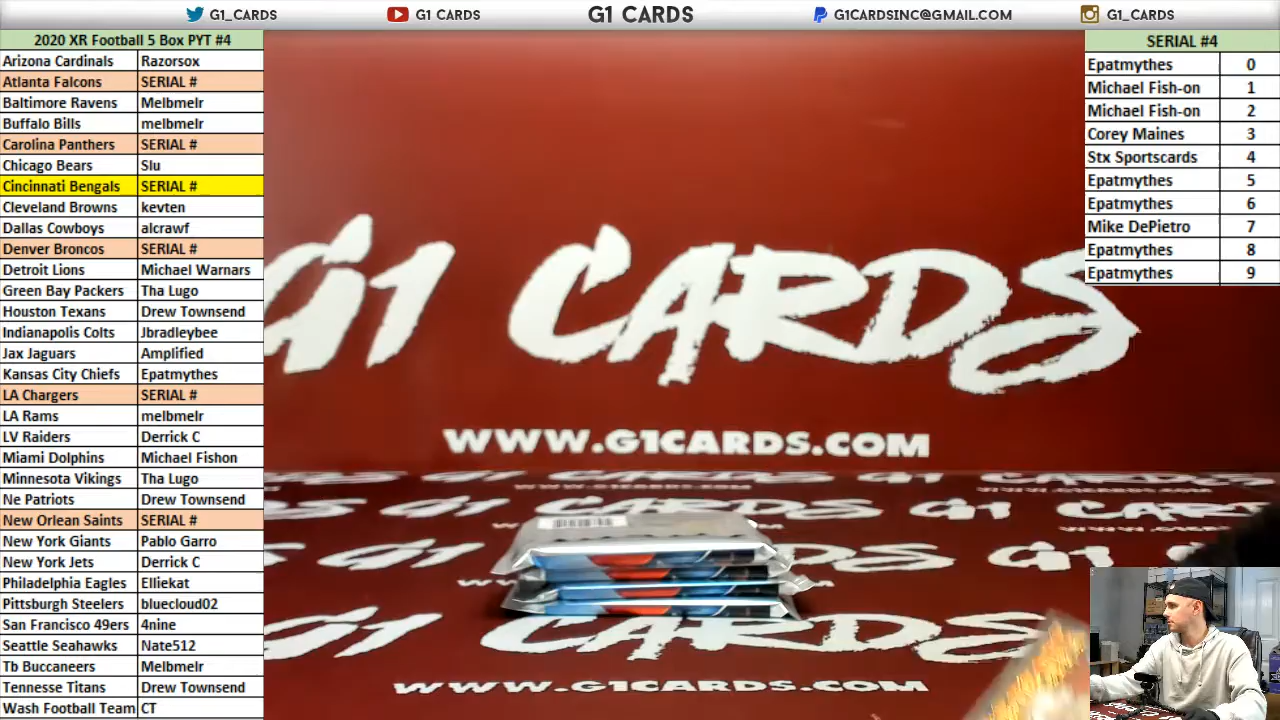 G1_CARDS G1 CARDS G1 CARDS G1CARDSINC@GMAIL.COM G1_CARDS
2020 XR Football 5 Box PYT #4
Arizona Cardinals Razorsox
Atlanta Falcons SERIAL #
Baltimore Ravens Melbmelr
Buffalo Bills melbmelr
Carolina Panthers SERIAL #
Chicago Bears Slu
Cincinnati Bengals SERIAL #
Cleveland Browns kevten
Dallas Cowboys alcrawf
Denver Broncos SERIAL #
Detroit Lions Michael Warnars
Green Bay Packers Tha Lugo
Houston Texans Drew Townsend
Indianapolis Colts Jbradleybee
Jax Jaguars Amplified
Kansas City Chiefs Epatmythes
LA Chargers SERIAL #
LA Rams melbmelr
LV Raiders Derrick C
Miami Dolphins Michael Fishon
Minnesota Vikings Tha Lugo
Ne Patriots Drew Townsend
New Orlean Saints SERIAL #
New York Giants Pablo Garro
New York Jets Derrick C
Philadelphia Eagles Elliekat
Pittsburgh Steelers bluecloud02
San Francisco 49ers 4nine
Seattle Seahawks Nate512
Tb Buccaneers Melbmelr
Tennesse Titans Drew Townsend
Wash Football Team CT
SERIAL #4
Epatmythes 0
Michael Fish-on 1
Michael Fish-on 2
Corey Maines 3
Stx Sportscards 4
Epatmythes 5
Epatmythes 6
Mike DePietro 7
Epatmythes 8
Epatmythes 9
G1 CARDS
WWW.G1CARDS.COM
G1 CARDS
WWW.G1CARDS.COM